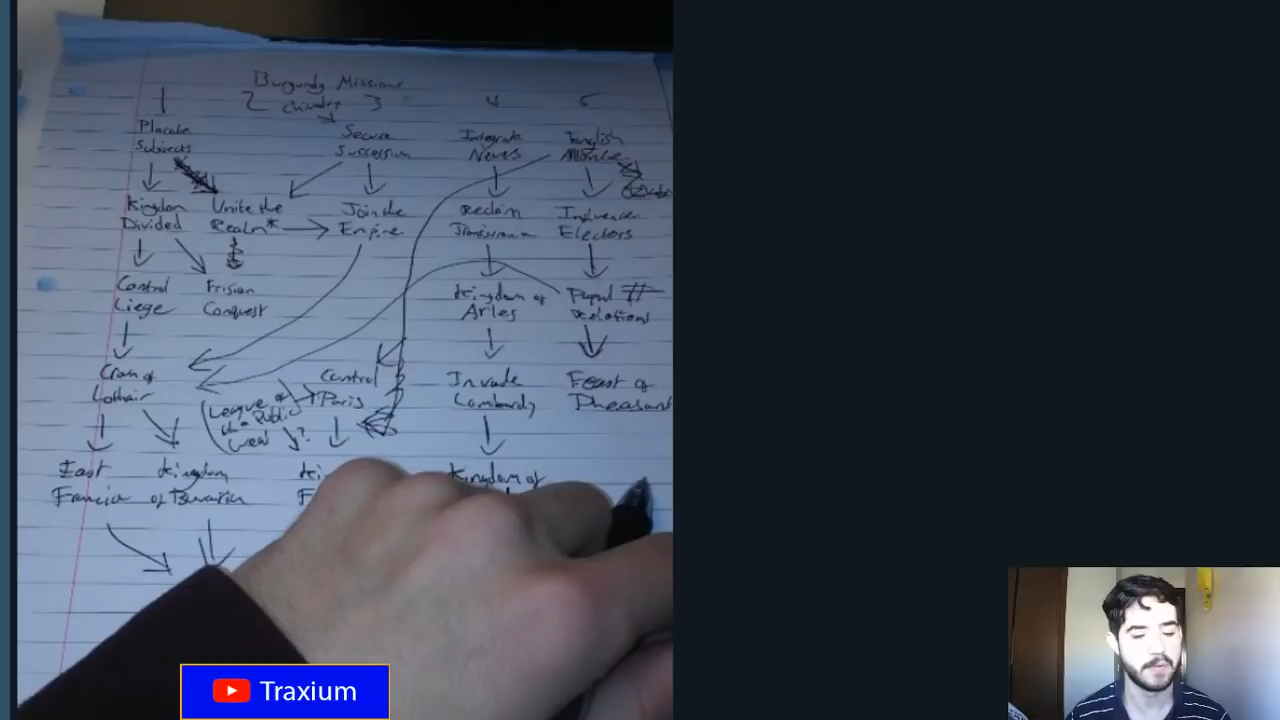 Burgundy Missions
1 2 Chivalry 3 4 5
Placate
Subjects
Secure
Succession
Integrate
Nevers
English
Alliance
Kingdom
Divided
Unite the
Realm*
Join the
Empire
Reclaim
Influence
Electors
Control
Liege
Frisian
Conquest
Kingdom of
Arles
Papal
Relations
Crown of
Lothair
League of
the Public
Weal
?
Control
Paris
Invade
Lombardy
Feast of
Pheasant
East
Francia
Kingdom
of Bavaria
Kingdom of
Traxium